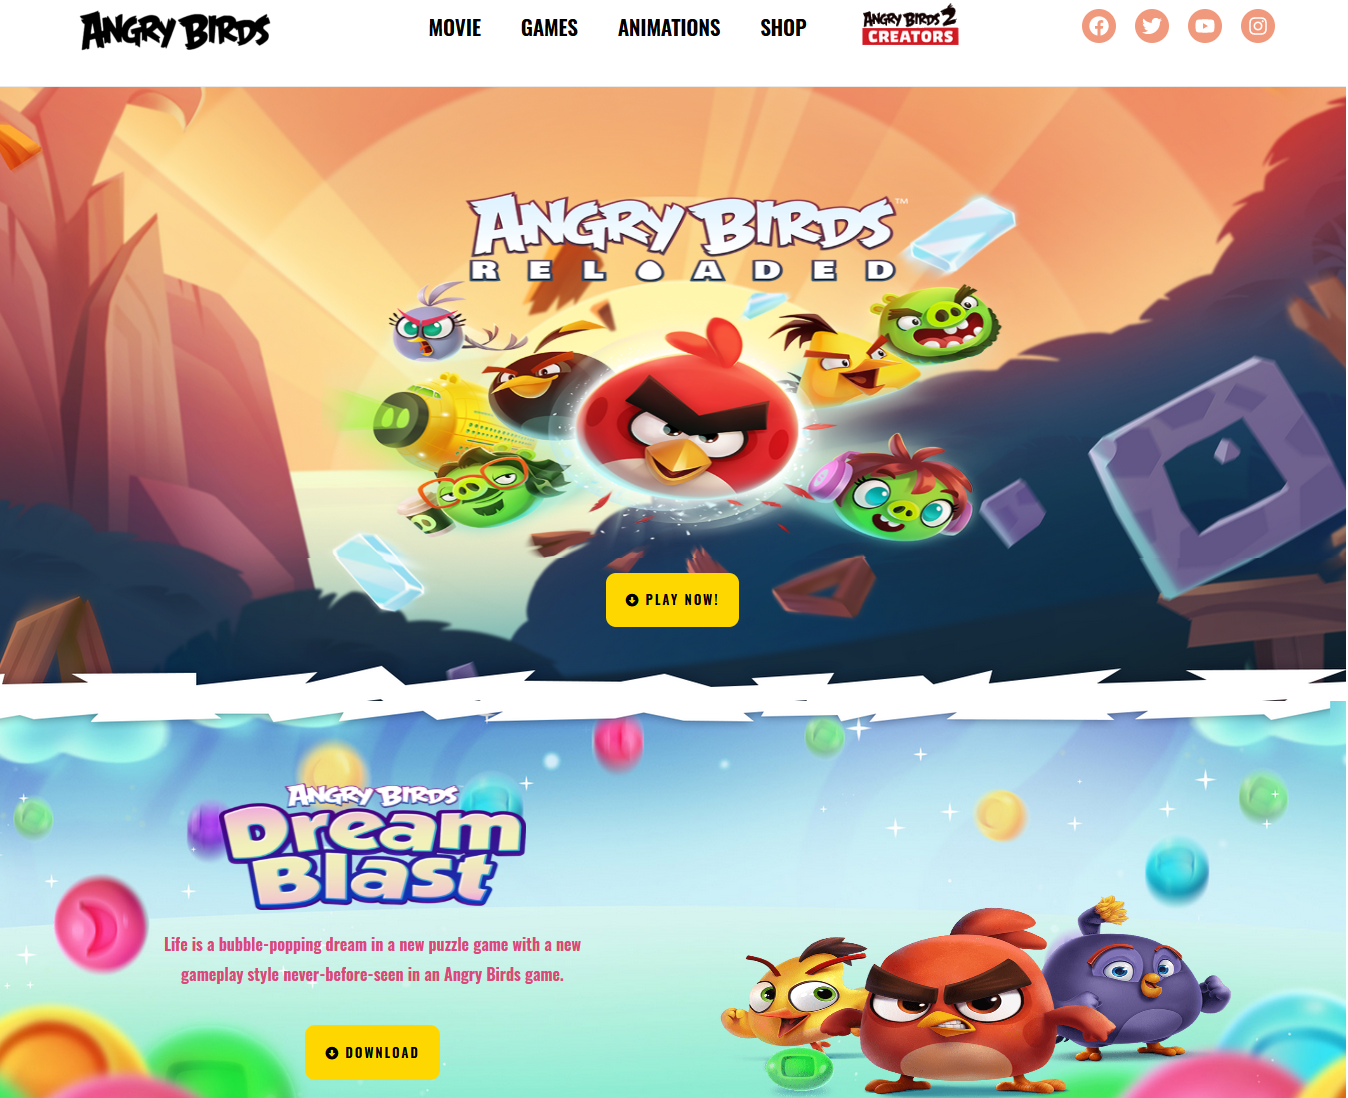 ANGRY BIRDS
MOVIE
GAMES
ANIMATIONS
SHOP
ANGRY BIRDS 2
CREATORS
ANGRY BIRDS™
RELOADED
PLAY NOW!
ANGRY BIRDS
Dream
Blast
Life is a bubble-popping dream in a new puzzle game with a new
gameplay style never-before-seen in an Angry Birds game.
DOWNLOAD